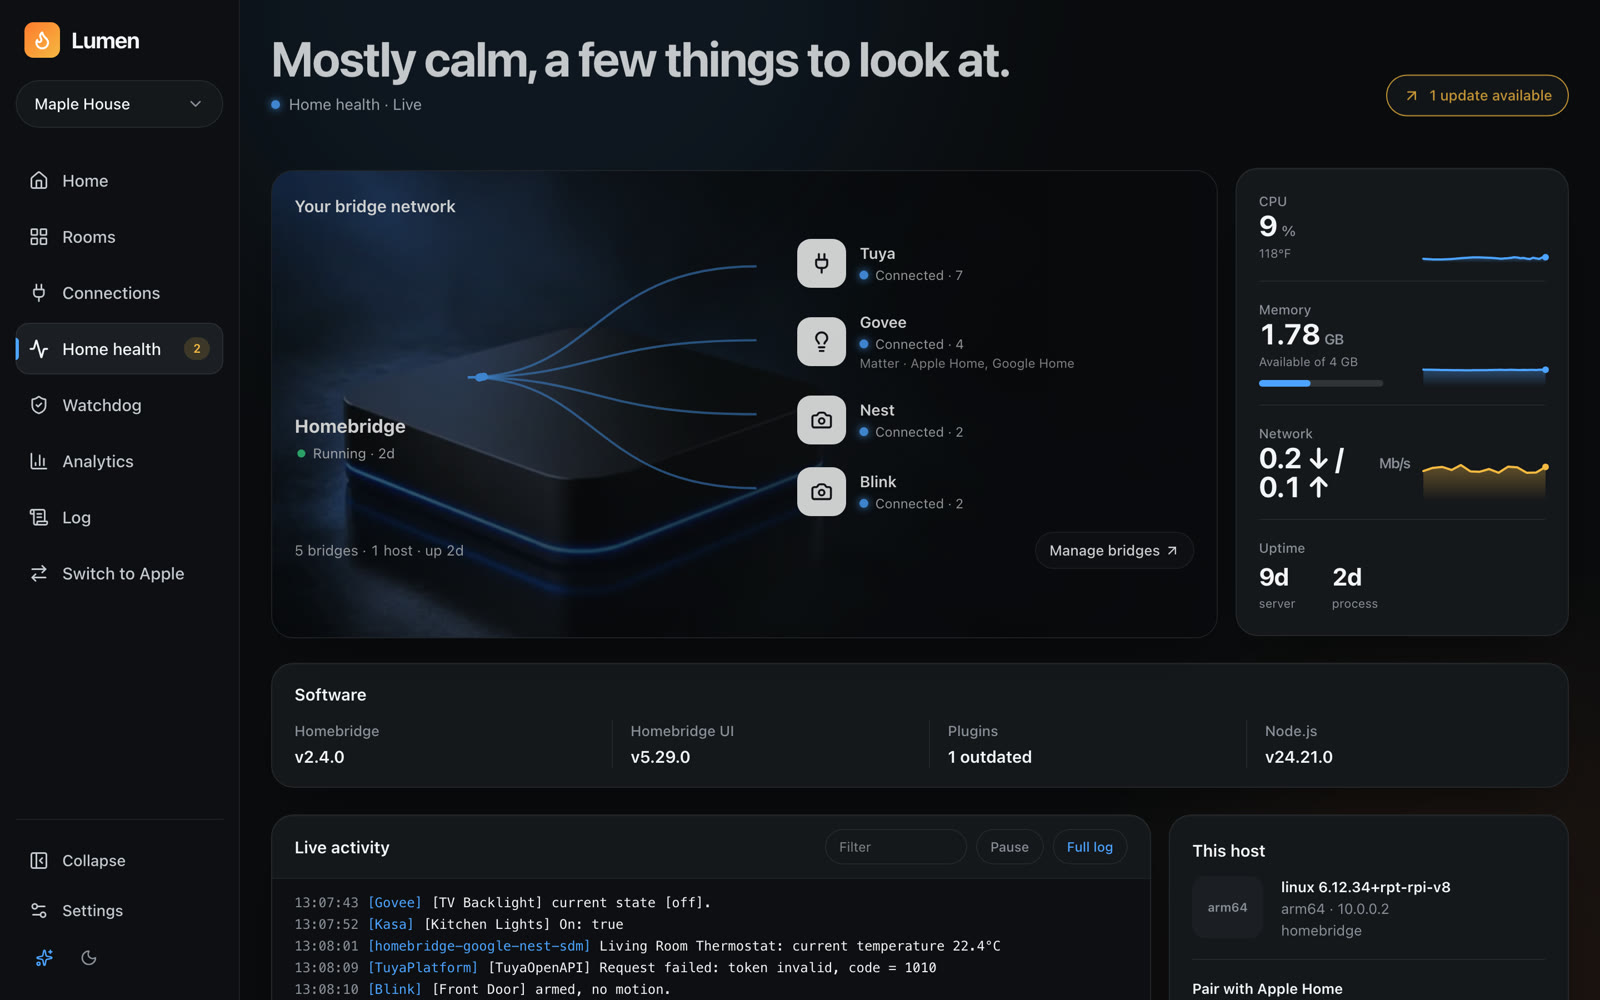 Lumen
Maple House
Home
Rooms
Connections
Home health 2
Watchdog
Analytics
Log
Switch to Apple
Collapse
Settings
Mostly calm, a few things to look at.
Home health · Live
1 update available
Your bridge network
Homebridge
Running · 2d
5 bridges · 1 host · up 2d
Tuya
Connected · 7
Govee
Connected · 4
Matter · Apple Home, Google Home
Nest
Connected · 2
Blink
Connected · 2
Manage bridges ↗
CPU
9 %
118°F
Memory
1.78 GB
Available of 4 GB
Network
0.2 ↓ /
0.1 ↑
Mb/s
Uptime
9d 2d
server process
Software
Homebridge
v2.4.0
Homebridge UI
v5.29.0
Plugins
1 outdated
Node.js
v24.21.0
Live activity
Filter
Pause
Full log
13:07:43 [Govee] [TV Backlight] current state [off].
13:07:52 [Kasa] [Kitchen Lights] On: true
13:08:01 [homebridge-google-nest-sdm] Living Room Thermostat: current temperature 22.4°C
13:08:09 [TuyaPlatform] [TuyaOpenAPI] Request failed: token invalid, code = 1010
13:08:10 [Blink] [Front Door] armed, no motion.
This host
arm64
linux 6.12.34+rpt-rpi-v8
arm64 · 10.0.0.2
homebridge
Pair with Apple Home